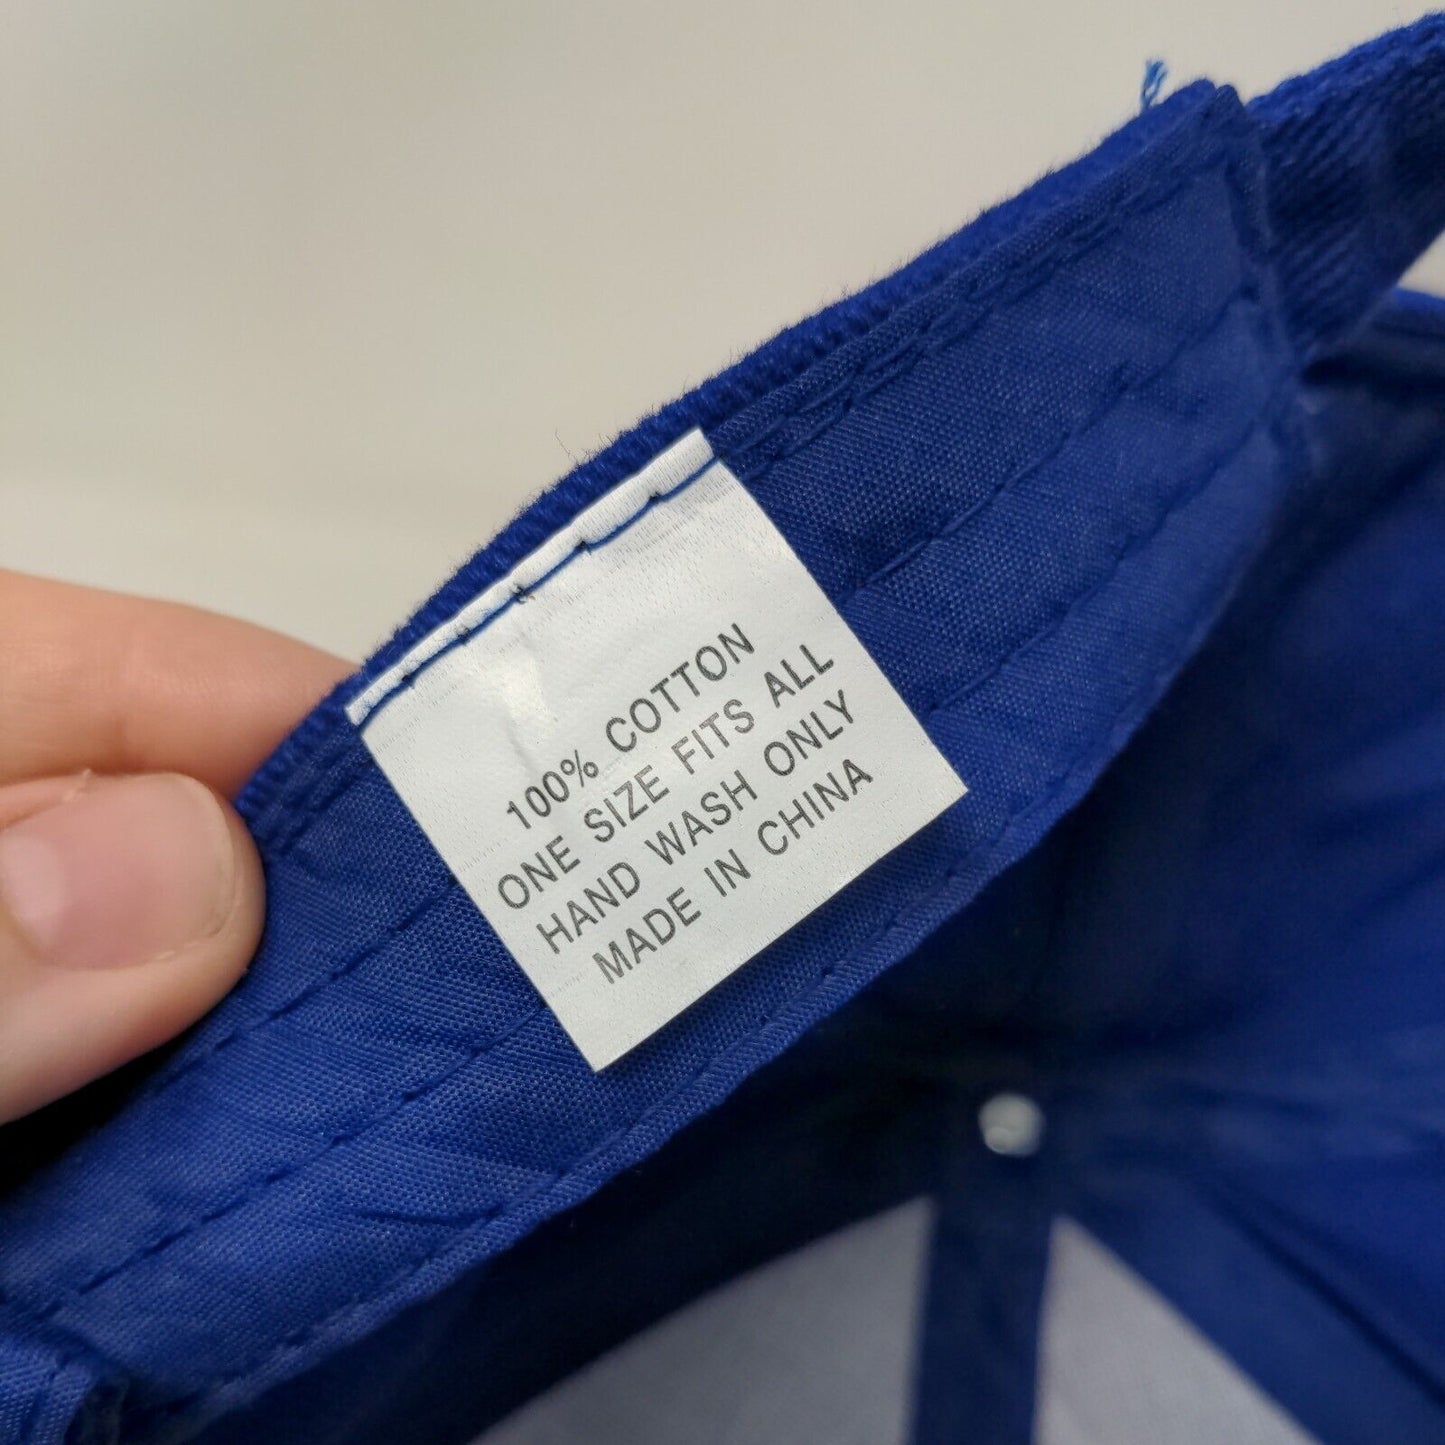 100% COTTON
ONE SIZE FITS ALL
HAND WASH ONLY
MADE IN CHINA